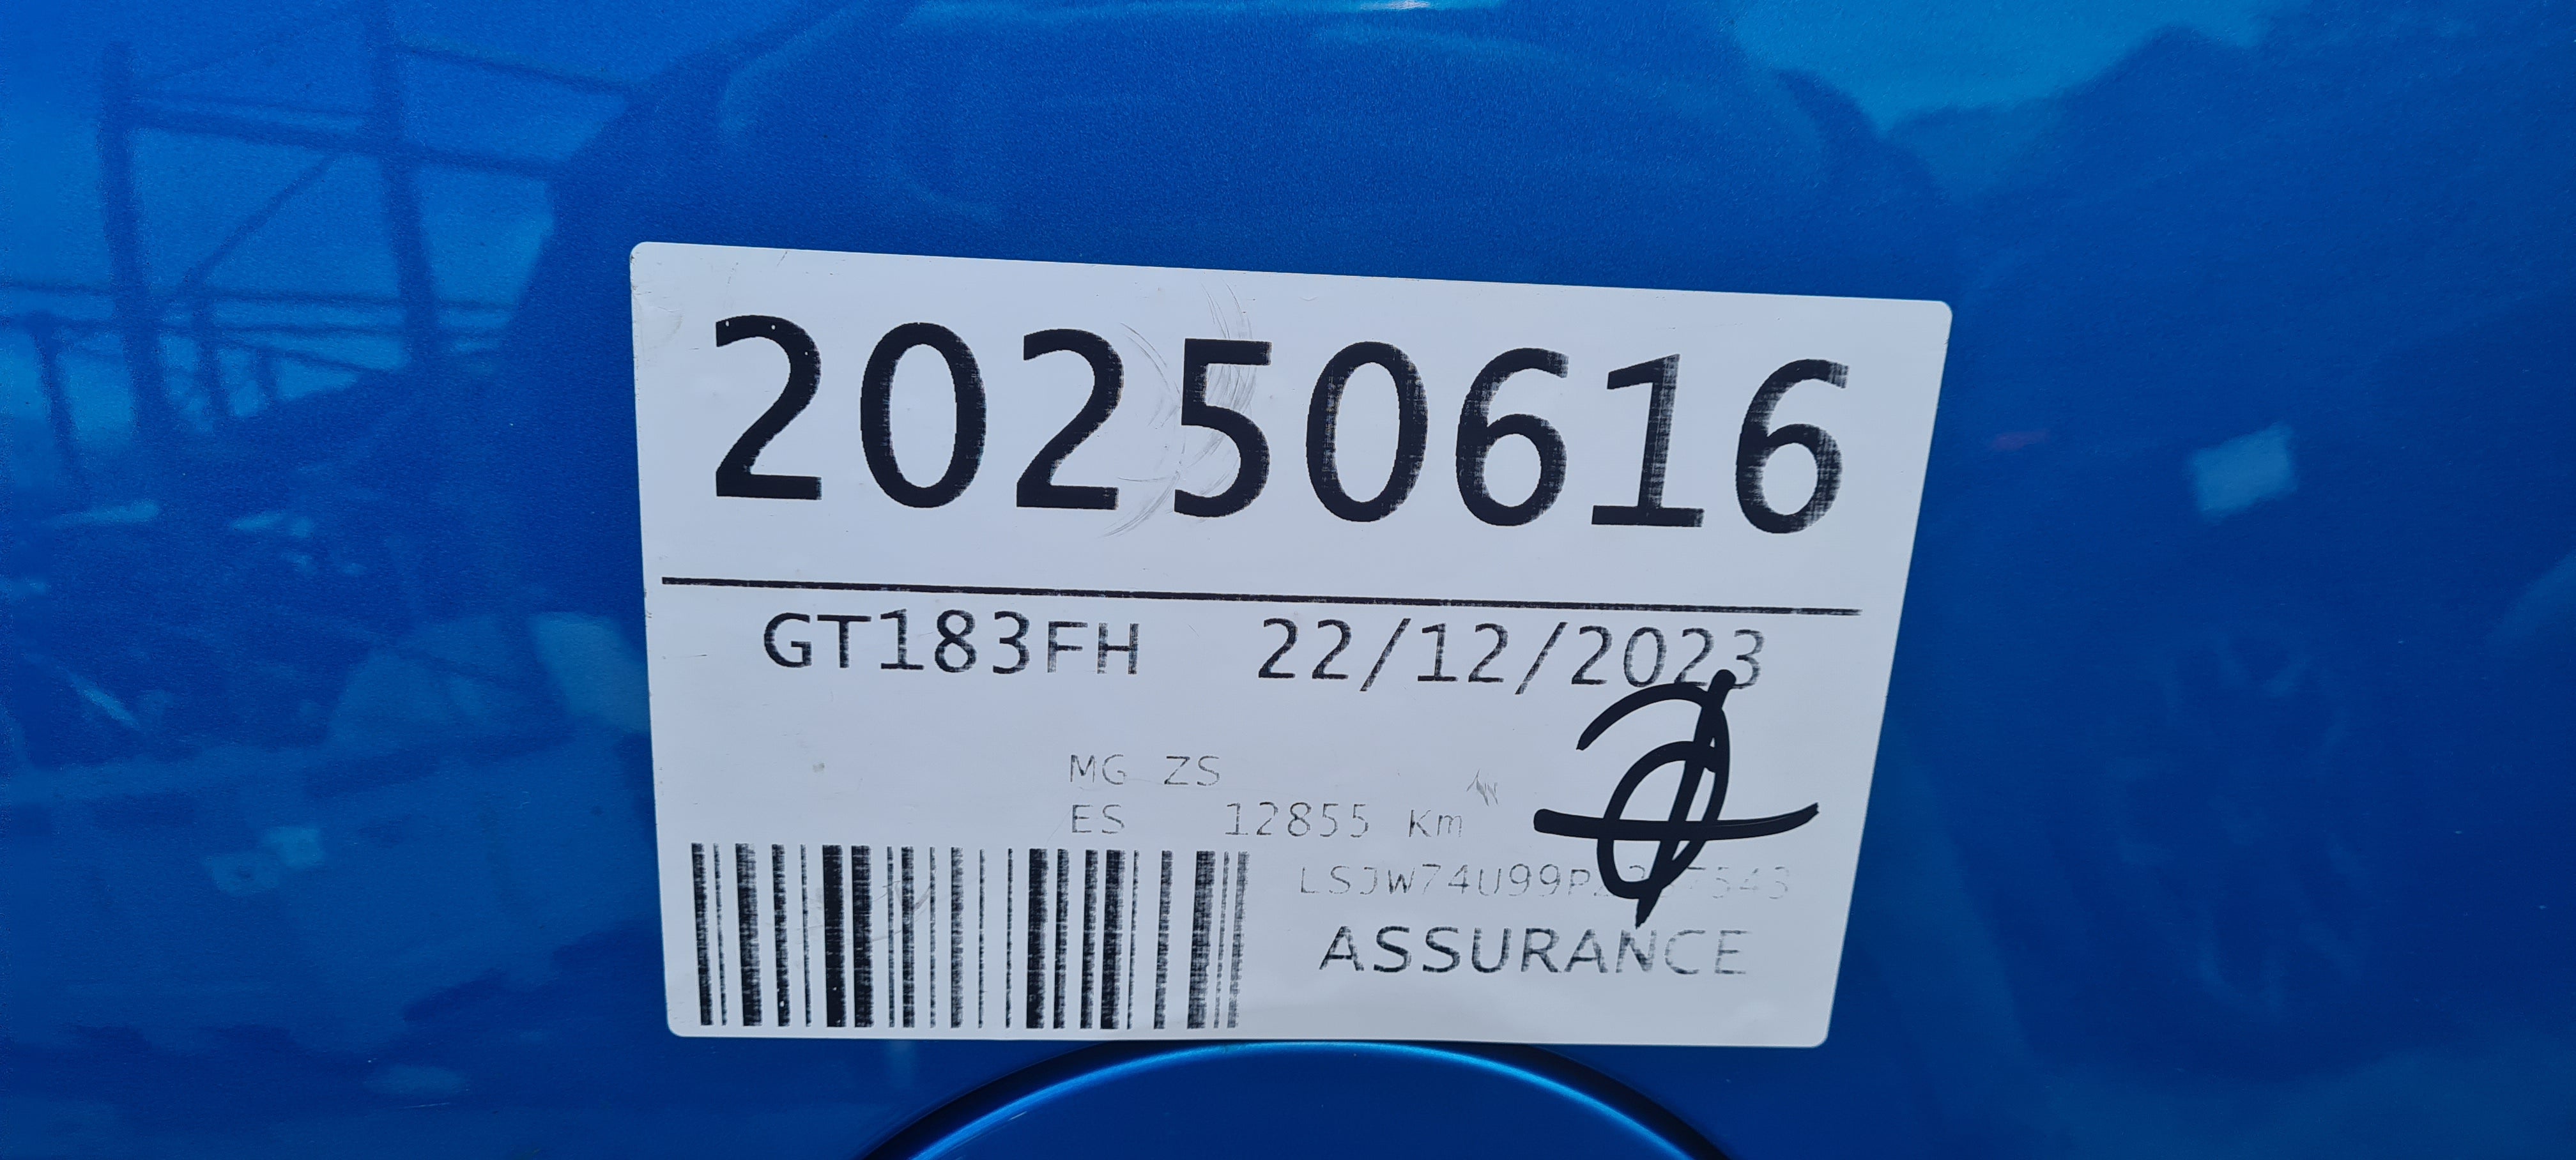 20250616
GT183FH 22/12/2023
MG ZS
ES 12855 Km
ASSURANCE